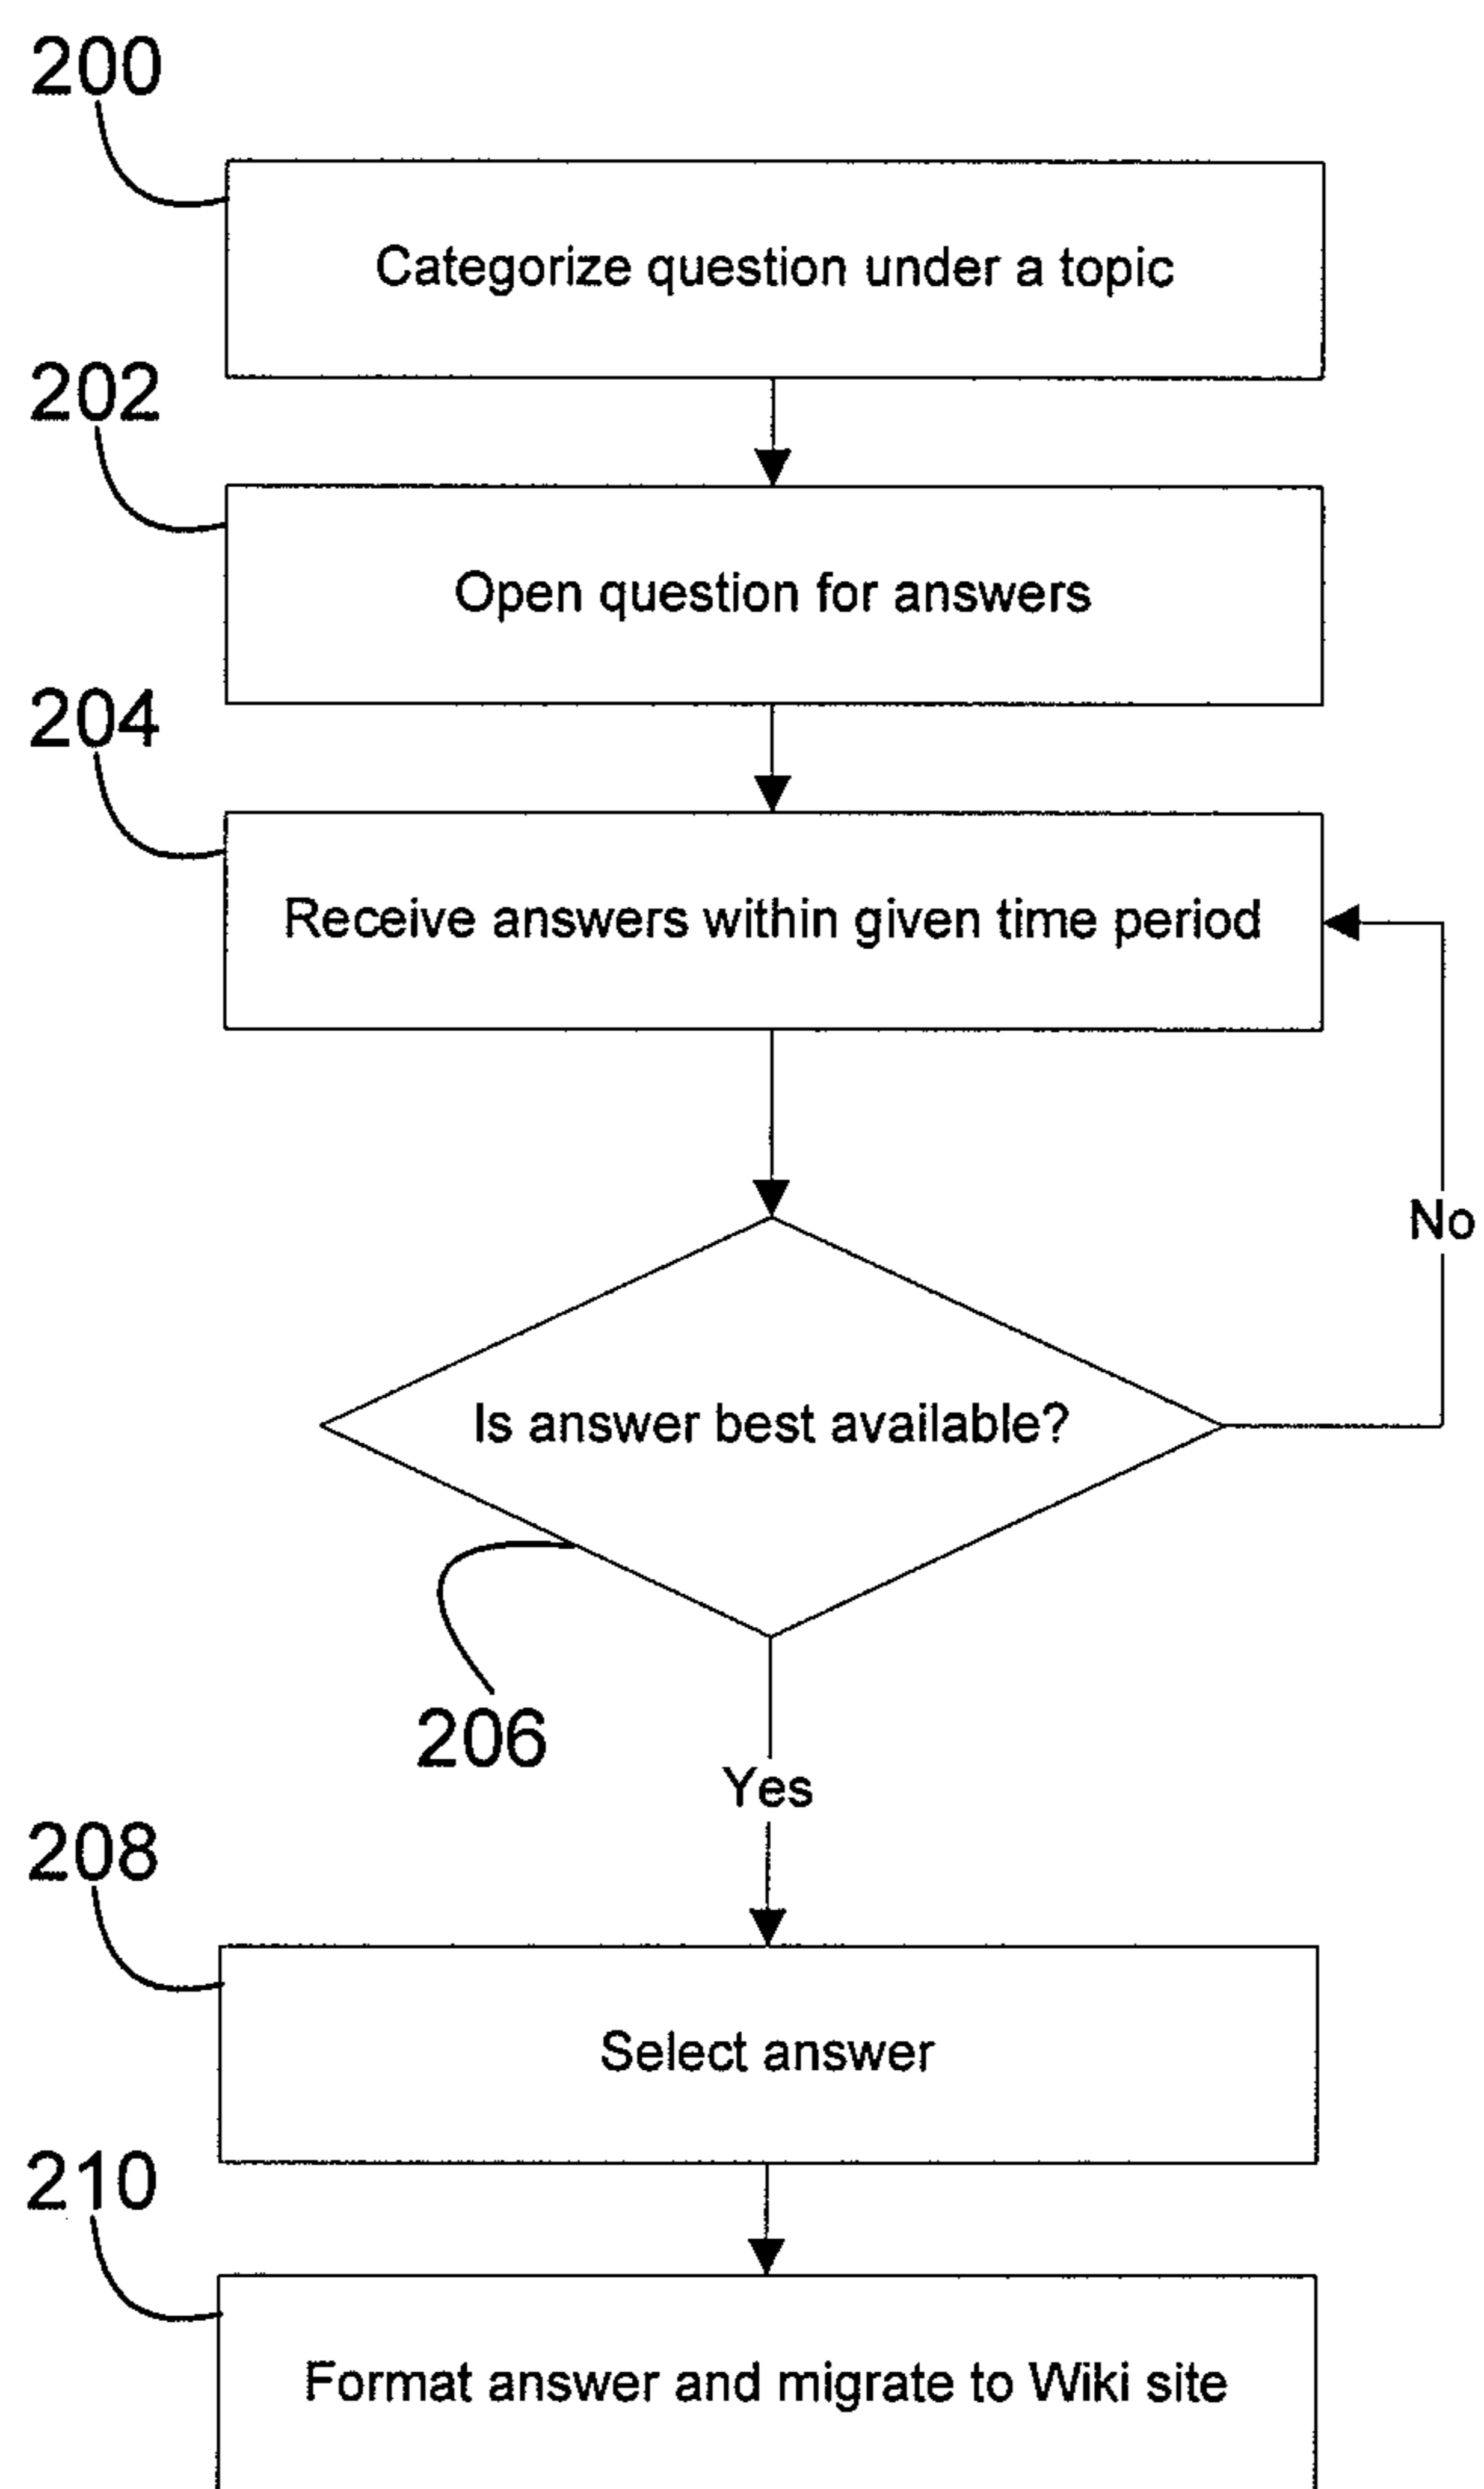 200
Categorize question under a topic
202
Open question for answers
204
Receive answers within given time period
No
Is answer best available?
206
Yes
208
Select answer
210
Format answer and migrate to Wiki site